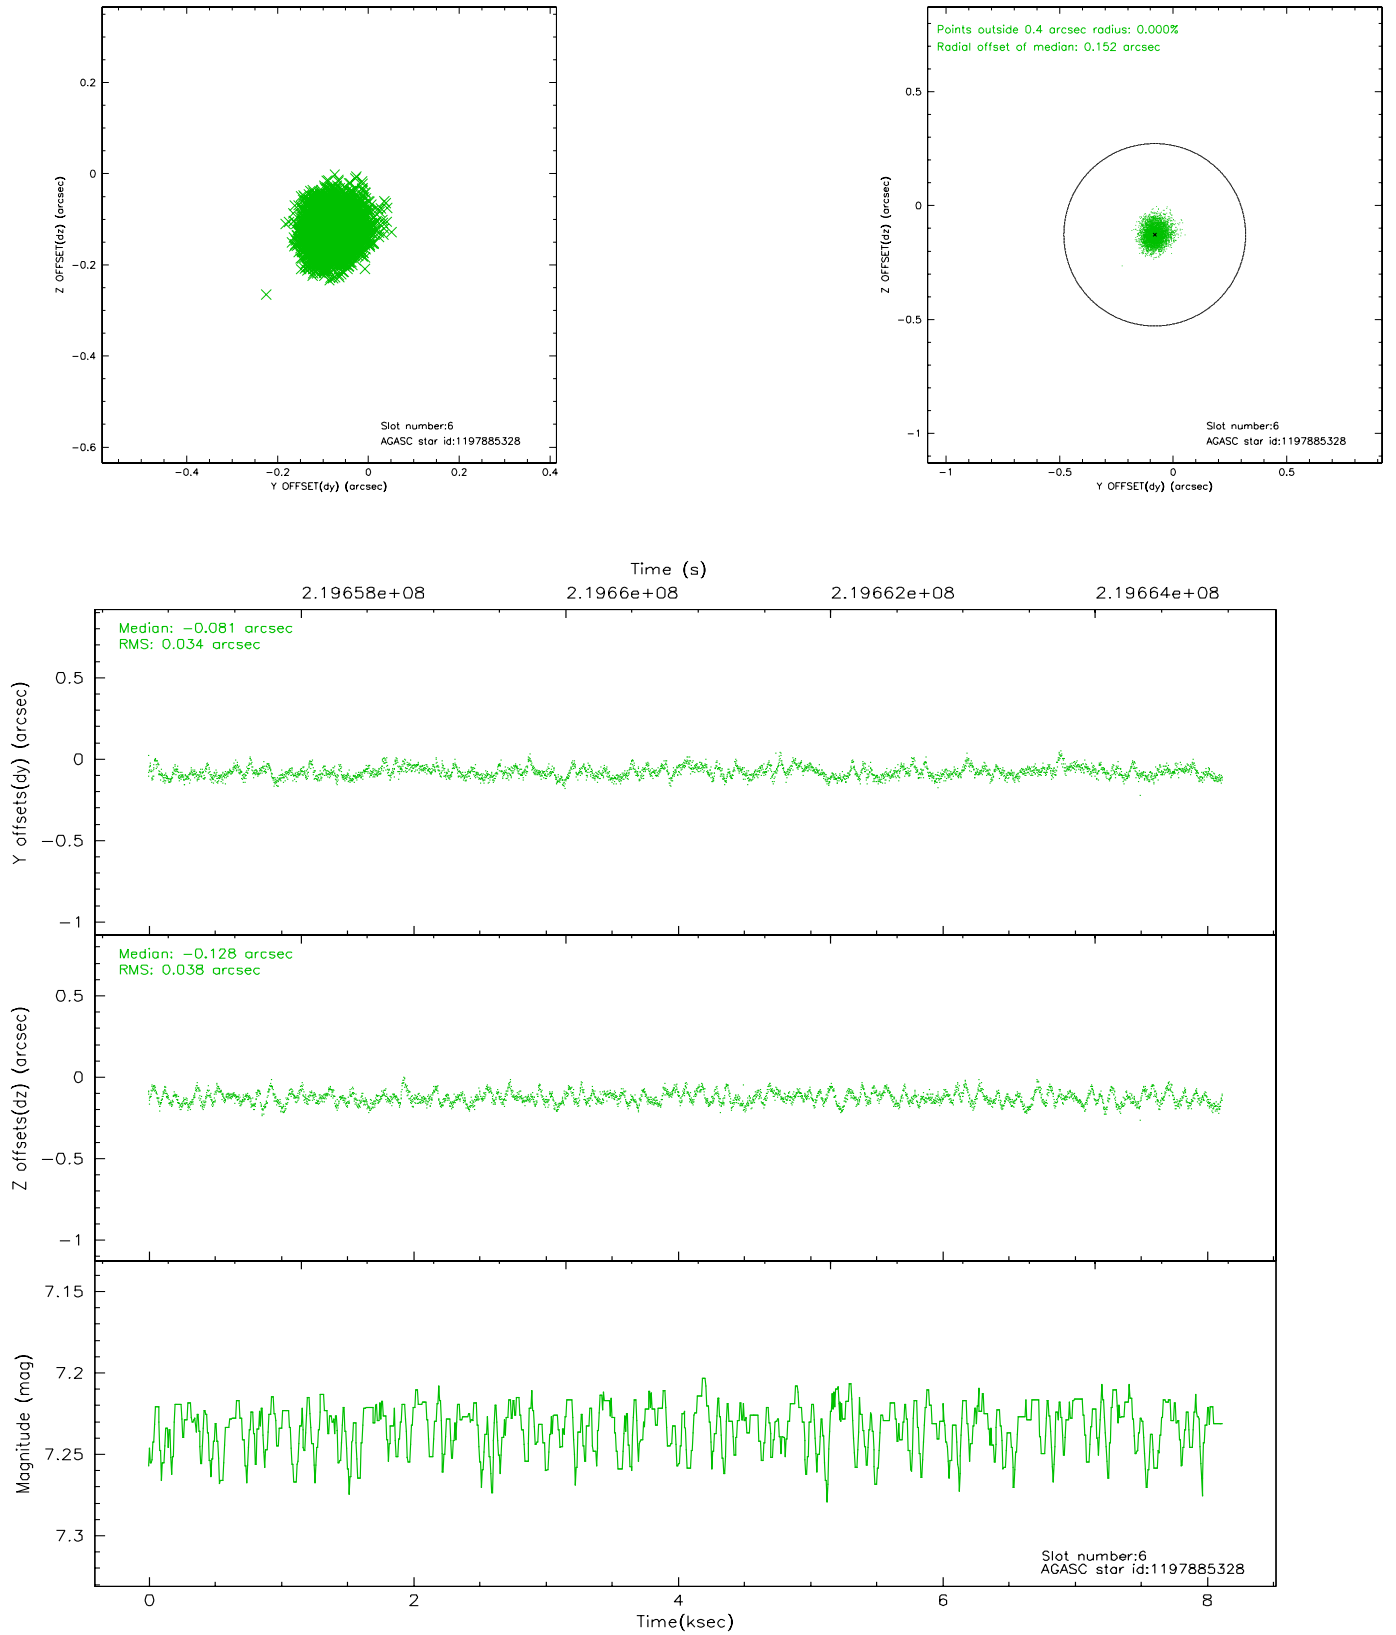 0.2
0
−0.2
−0.4
−0.6
Z OFFSET(dz) (arcsec)
Slot number:6
AGASC star id:1197885328
−0.4
−0.2
0
0.2
0.4
Y OFFSET(dy) (arcsec)
Points outside 0.4 arcsec radius: 0.000%
Radial offset of median: 0.152 arcsec
0.5
0
−0.5
−1
Z OFFSET(dz) (arcsec)
Slot number:6
AGASC star id:1197885328
−1
−0.5
0
0.5
Y OFFSET(dy) (arcsec)
Time (s)
2.19658e+08
2.1966e+08
2.19662e+08
2.19664e+08
Median: −0.081 arcsec
RMS: 0.034 arcsec
0.5
0
−0.5
−1
Y offsets(dy) (arcsec)
Median: −0.128 arcsec
RMS: 0.038 arcsec
0.5
0
−0.5
−1
Z offsets(dz) (arcsec)
7.15
7.2
7.25
7.3
Magnitude (mag)
Slot number:6
AGASC star id:1197885328
0
2
4
6
8
Time(ksec)